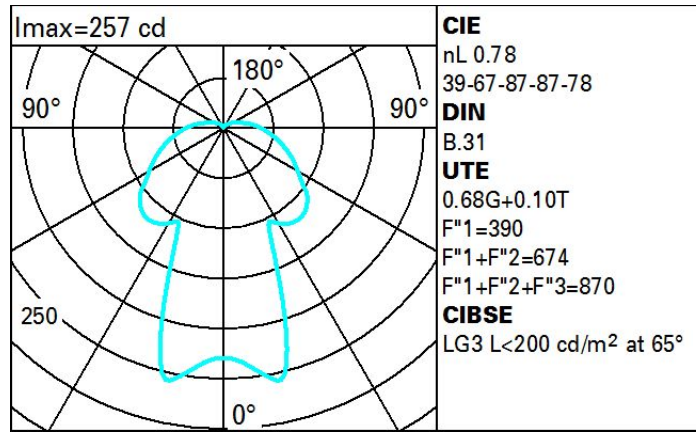 Imax=257 cd
180°
90°
90°
250
0°
CIE
nL 0.78
39-67-87-87-78
DIN
B.31
UTE
0.68G+0.10T
F"1=390
F"1+F"2=674
F"1+F"2+F"3=870
CIBSE
LG3 L<200 cd/m² at 65°